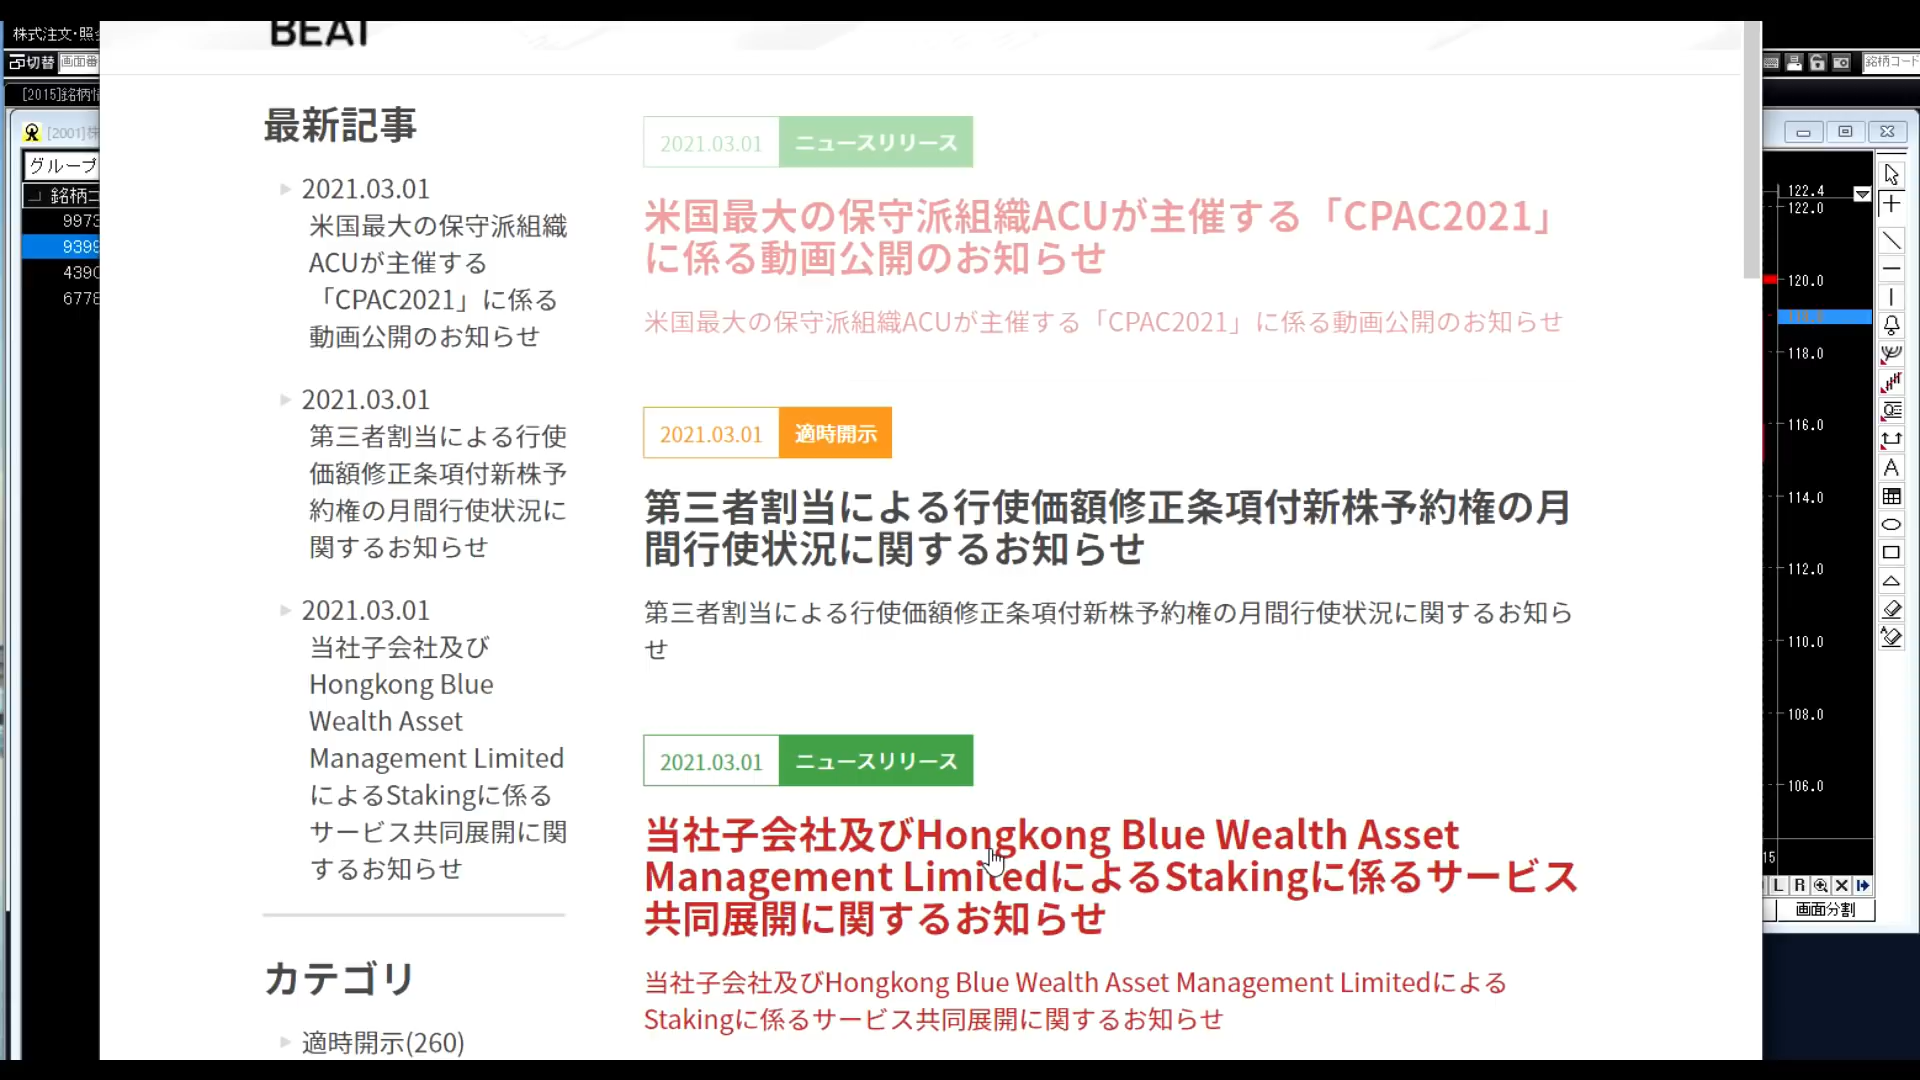 BEAT
株式注文・照
切替
画面番
銘柄コード
[2015]銘柄情
[2001]株
グループ
銘柄コ
9973
9399
4390
6778
最新記事
2021.03.01
米国最大の保守派組織
ACUが主催する
「CPAC2021」に係る
動画公開のお知らせ
2021.03.01
第三者割当による行使
価額修正条項付新株予
約権の月間行使状況に
関するお知らせ
2021.03.01
当社子会社及び
Hongkong Blue
Wealth Asset
Management Limited
によるStakingに係る
サービス共同展開に関
するお知らせ
カテゴリ
適時開示(260)
2021.03.01 ニュースリリース
米国最大の保守派組織ACUが主催する「CPAC2021」
に係る動画公開のお知らせ
米国最大の保守派組織ACUが主催する「CPAC2021」に係る動画公開のお知らせ
2021.03.01 適時開示
第三者割当による行使価額修正条項付新株予約権の月
間行使状況に関するお知らせ
第三者割当による行使価額修正条項付新株予約権の月間行使状況に関するお知ら
せ
2021.03.01 ニュースリリース
当社子会社及びHongkong Blue Wealth Asset
Management LimitedによるStakingに係るサービス
共同展開に関するお知らせ
当社子会社及びHongkong Blue Wealth Asset Management Limitedによる
Stakingに係るサービス共同展開に関するお知らせ
122.4
122.0
120.0
118.0
116.0
114.0
112.0
110.0
108.0
106.0
15
L R
画面分割